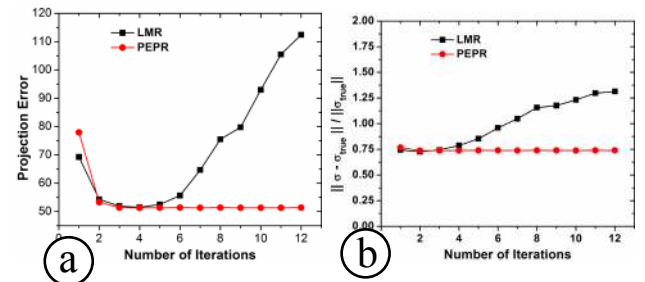 120
110
100
90
80
70
60
50
Projection Error
LMR
PEPR
0 2 4 6 8 10 12
Number of Iterations
a
2.00
1.75
1.50
1.25
1.00
0.75
0.50
0.25
0.00
|| σ - σtrue || / ||σtrue||
LMR
PEPR
2 4 6 8 10 12
Number of Iterations
b